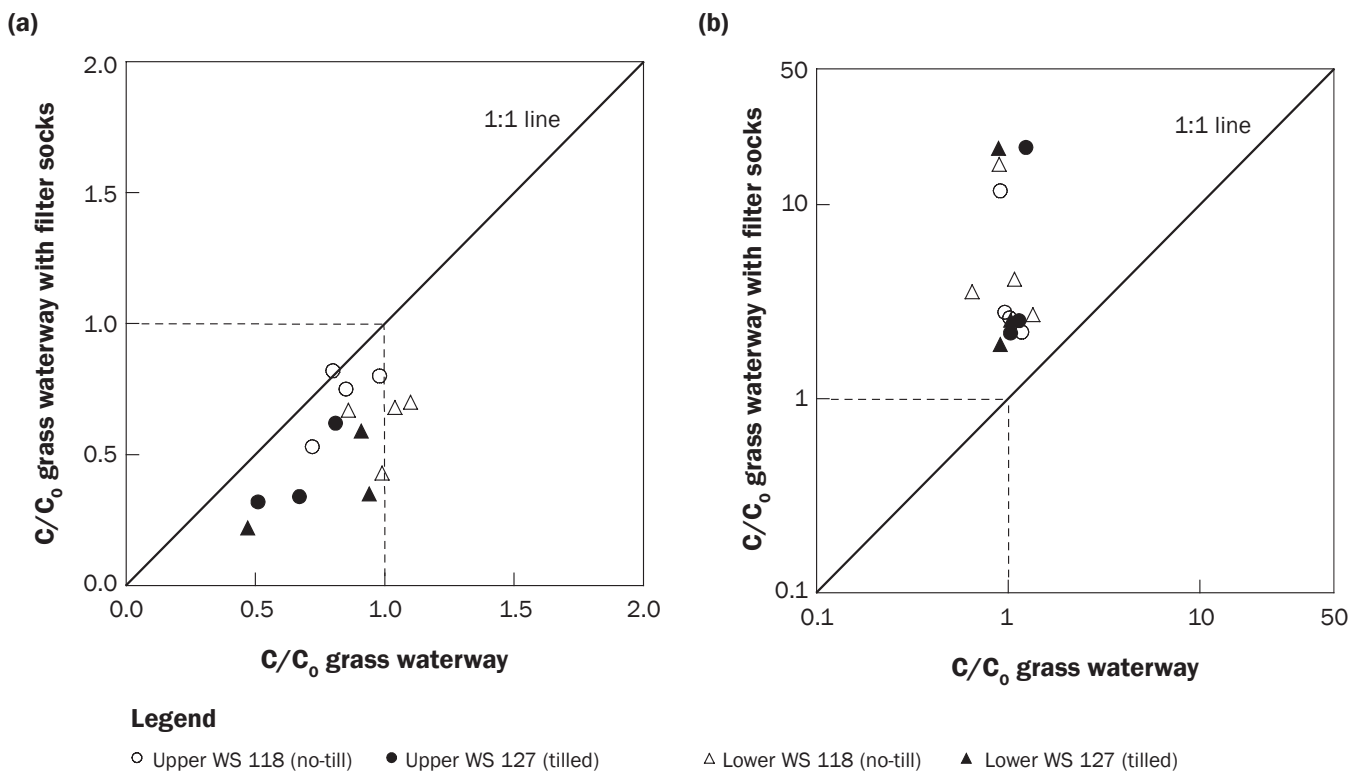 (a)
2.0
1.5
1.0
0.5
0.0
0.0 0.5 1.0 1.5 2.0
1:1 line
C/C₀ grass waterway with filter socks
C/C₀ grass waterway
(b)
50
10
1
0.1
0.1 1 10 50
1:1 line
C/C₀ grass waterway with filter socks
C/C₀ grass waterway
Legend
Upper WS 118 (no-till) Upper WS 127 (tilled) Lower WS 118 (no-till) Lower WS 127 (tilled)